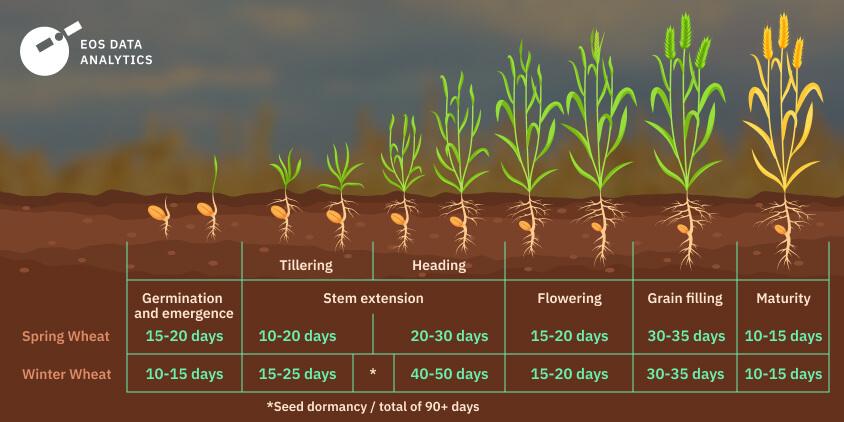 EOS DATA
ANALYTICS
Tillering
Heading
Germination
and emergence
Stem extension
Flowering
Grain filling
Maturity
Spring Wheat 15-20 days 10-20 days 20-30 days 15-20 days 30-35 days 10-15 days
Winter Wheat 10-15 days 15-25 days * 40-50 days 15-20 days 30-35 days 10-15 days
*Seed dormancy / total of 90+ days